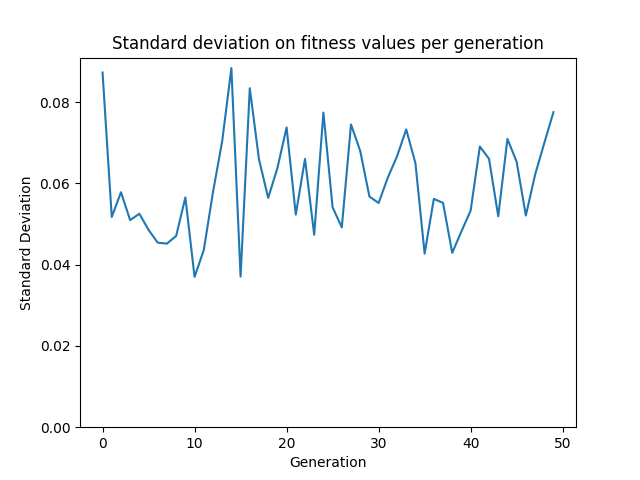 Standard deviation on fitness values per generation
Standard Deviation
0.08
0.06
0.04
0.02
0.00
0 10 20 30 40 50
Generation